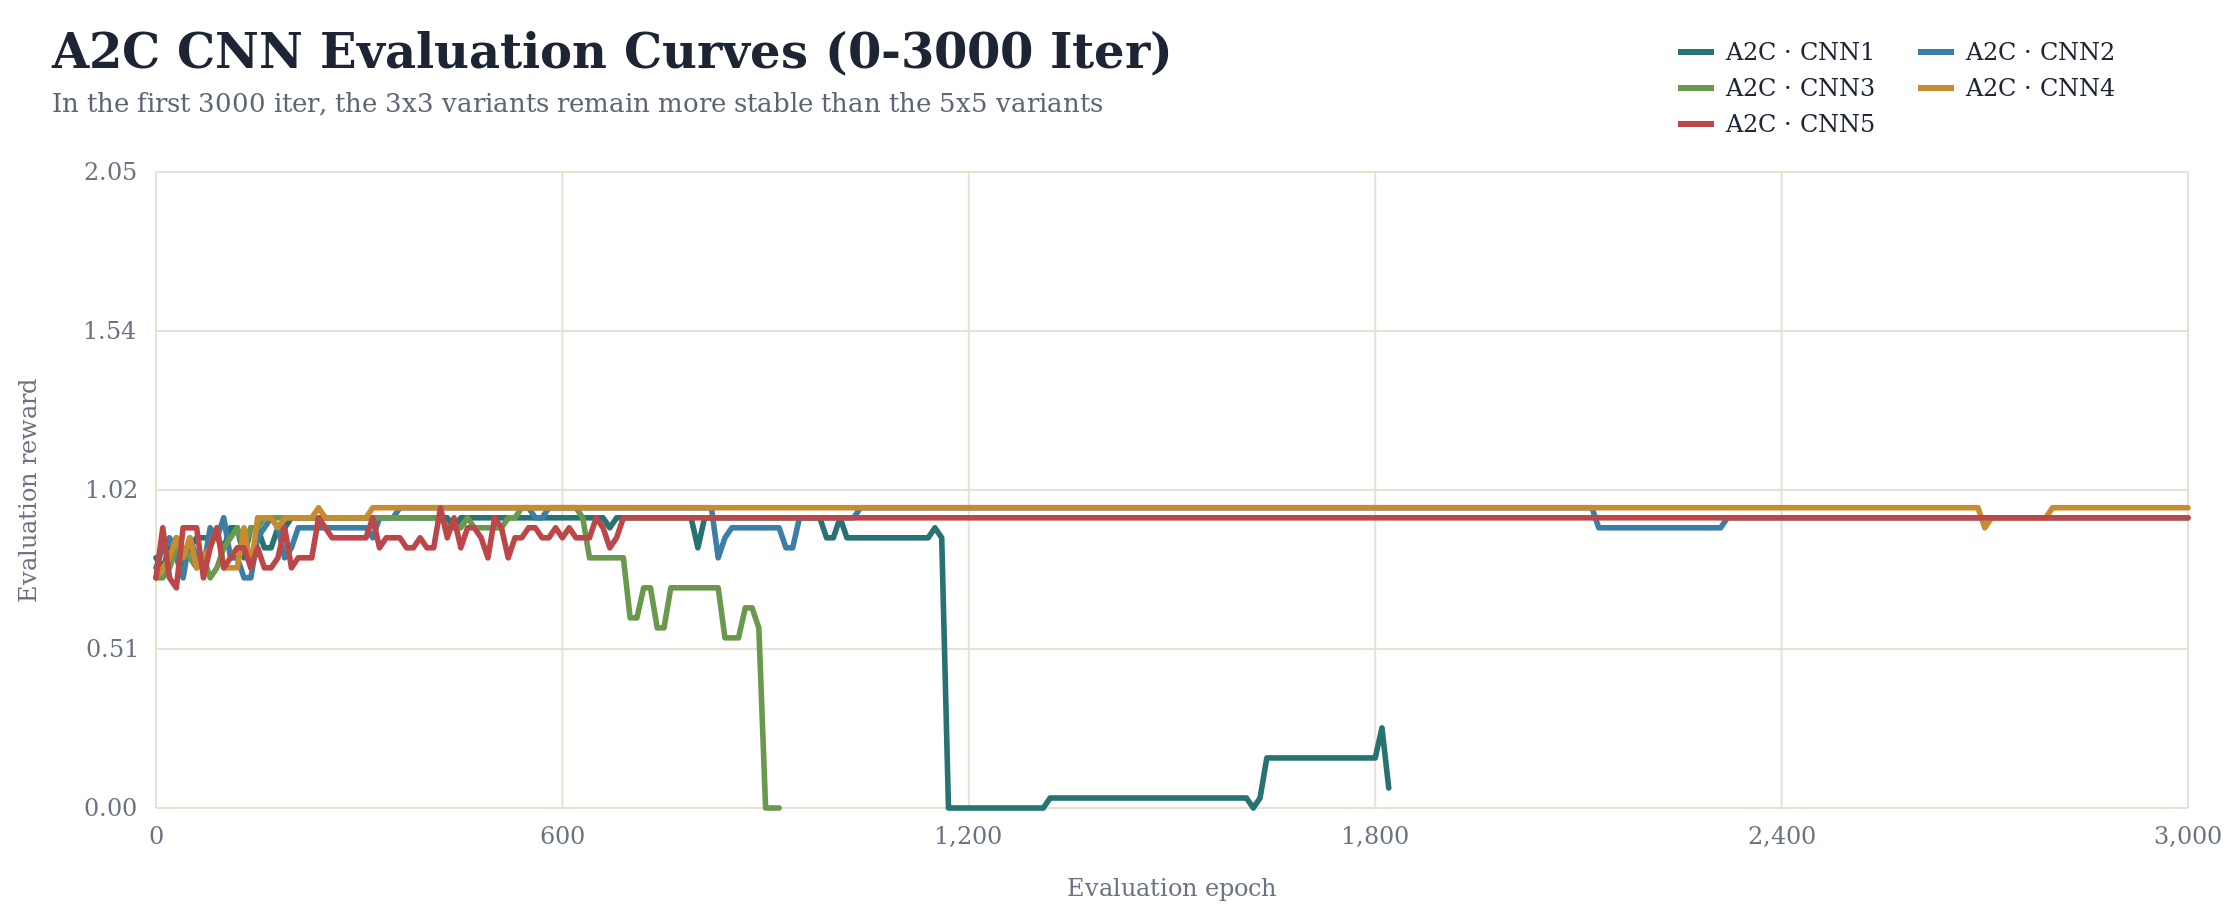 A2C CNN Evaluation Curves (0-3000 Iter)
In the first 3000 iter, the 3x3 variants remain more stable than the 5x5 variants
A2C · CNN1
A2C · CNN2
A2C · CNN3
A2C · CNN4
A2C · CNN5
2.05
1.54
1.02
0.51
0.00
Evaluation reward
0
600
1,200
1,800
2,400
3,000
Evaluation epoch